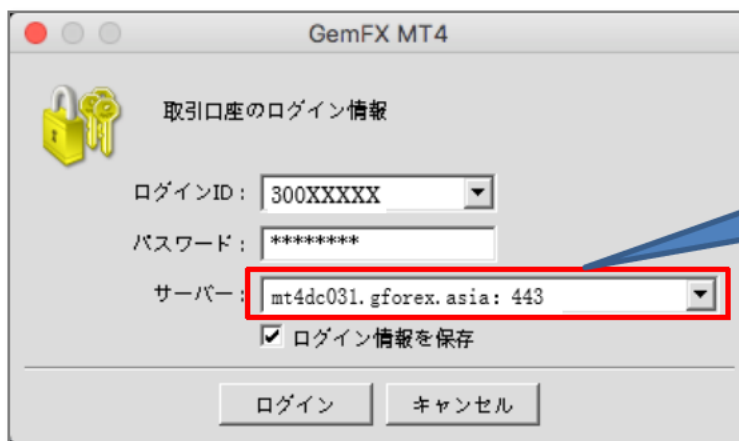 GemFX MT4
取引口座のログイン情報
ログインID： 300XXXXX
パスワード： ********
サーバー： mt4dc031.gforex.asia: 443
ログイン情報を保存
ログイン キャンセル